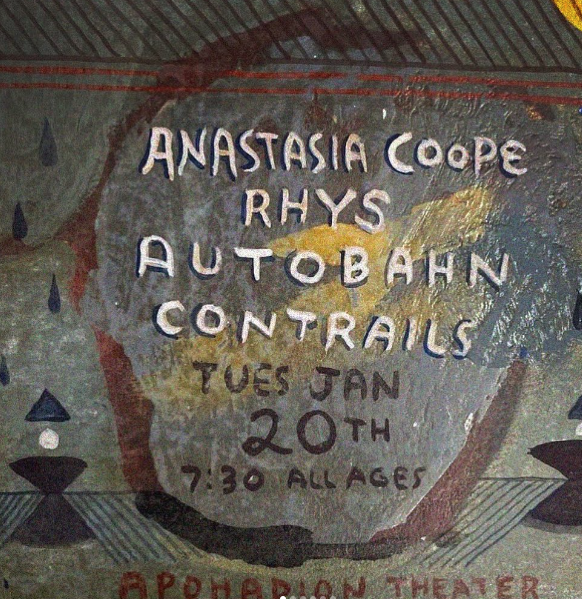 ANASTASIA COOPE
RHYS
AUTOBAHN
CONTRAILS
TUES JAN
20TH
7:30 ALL AGES
APOHADION THEATER